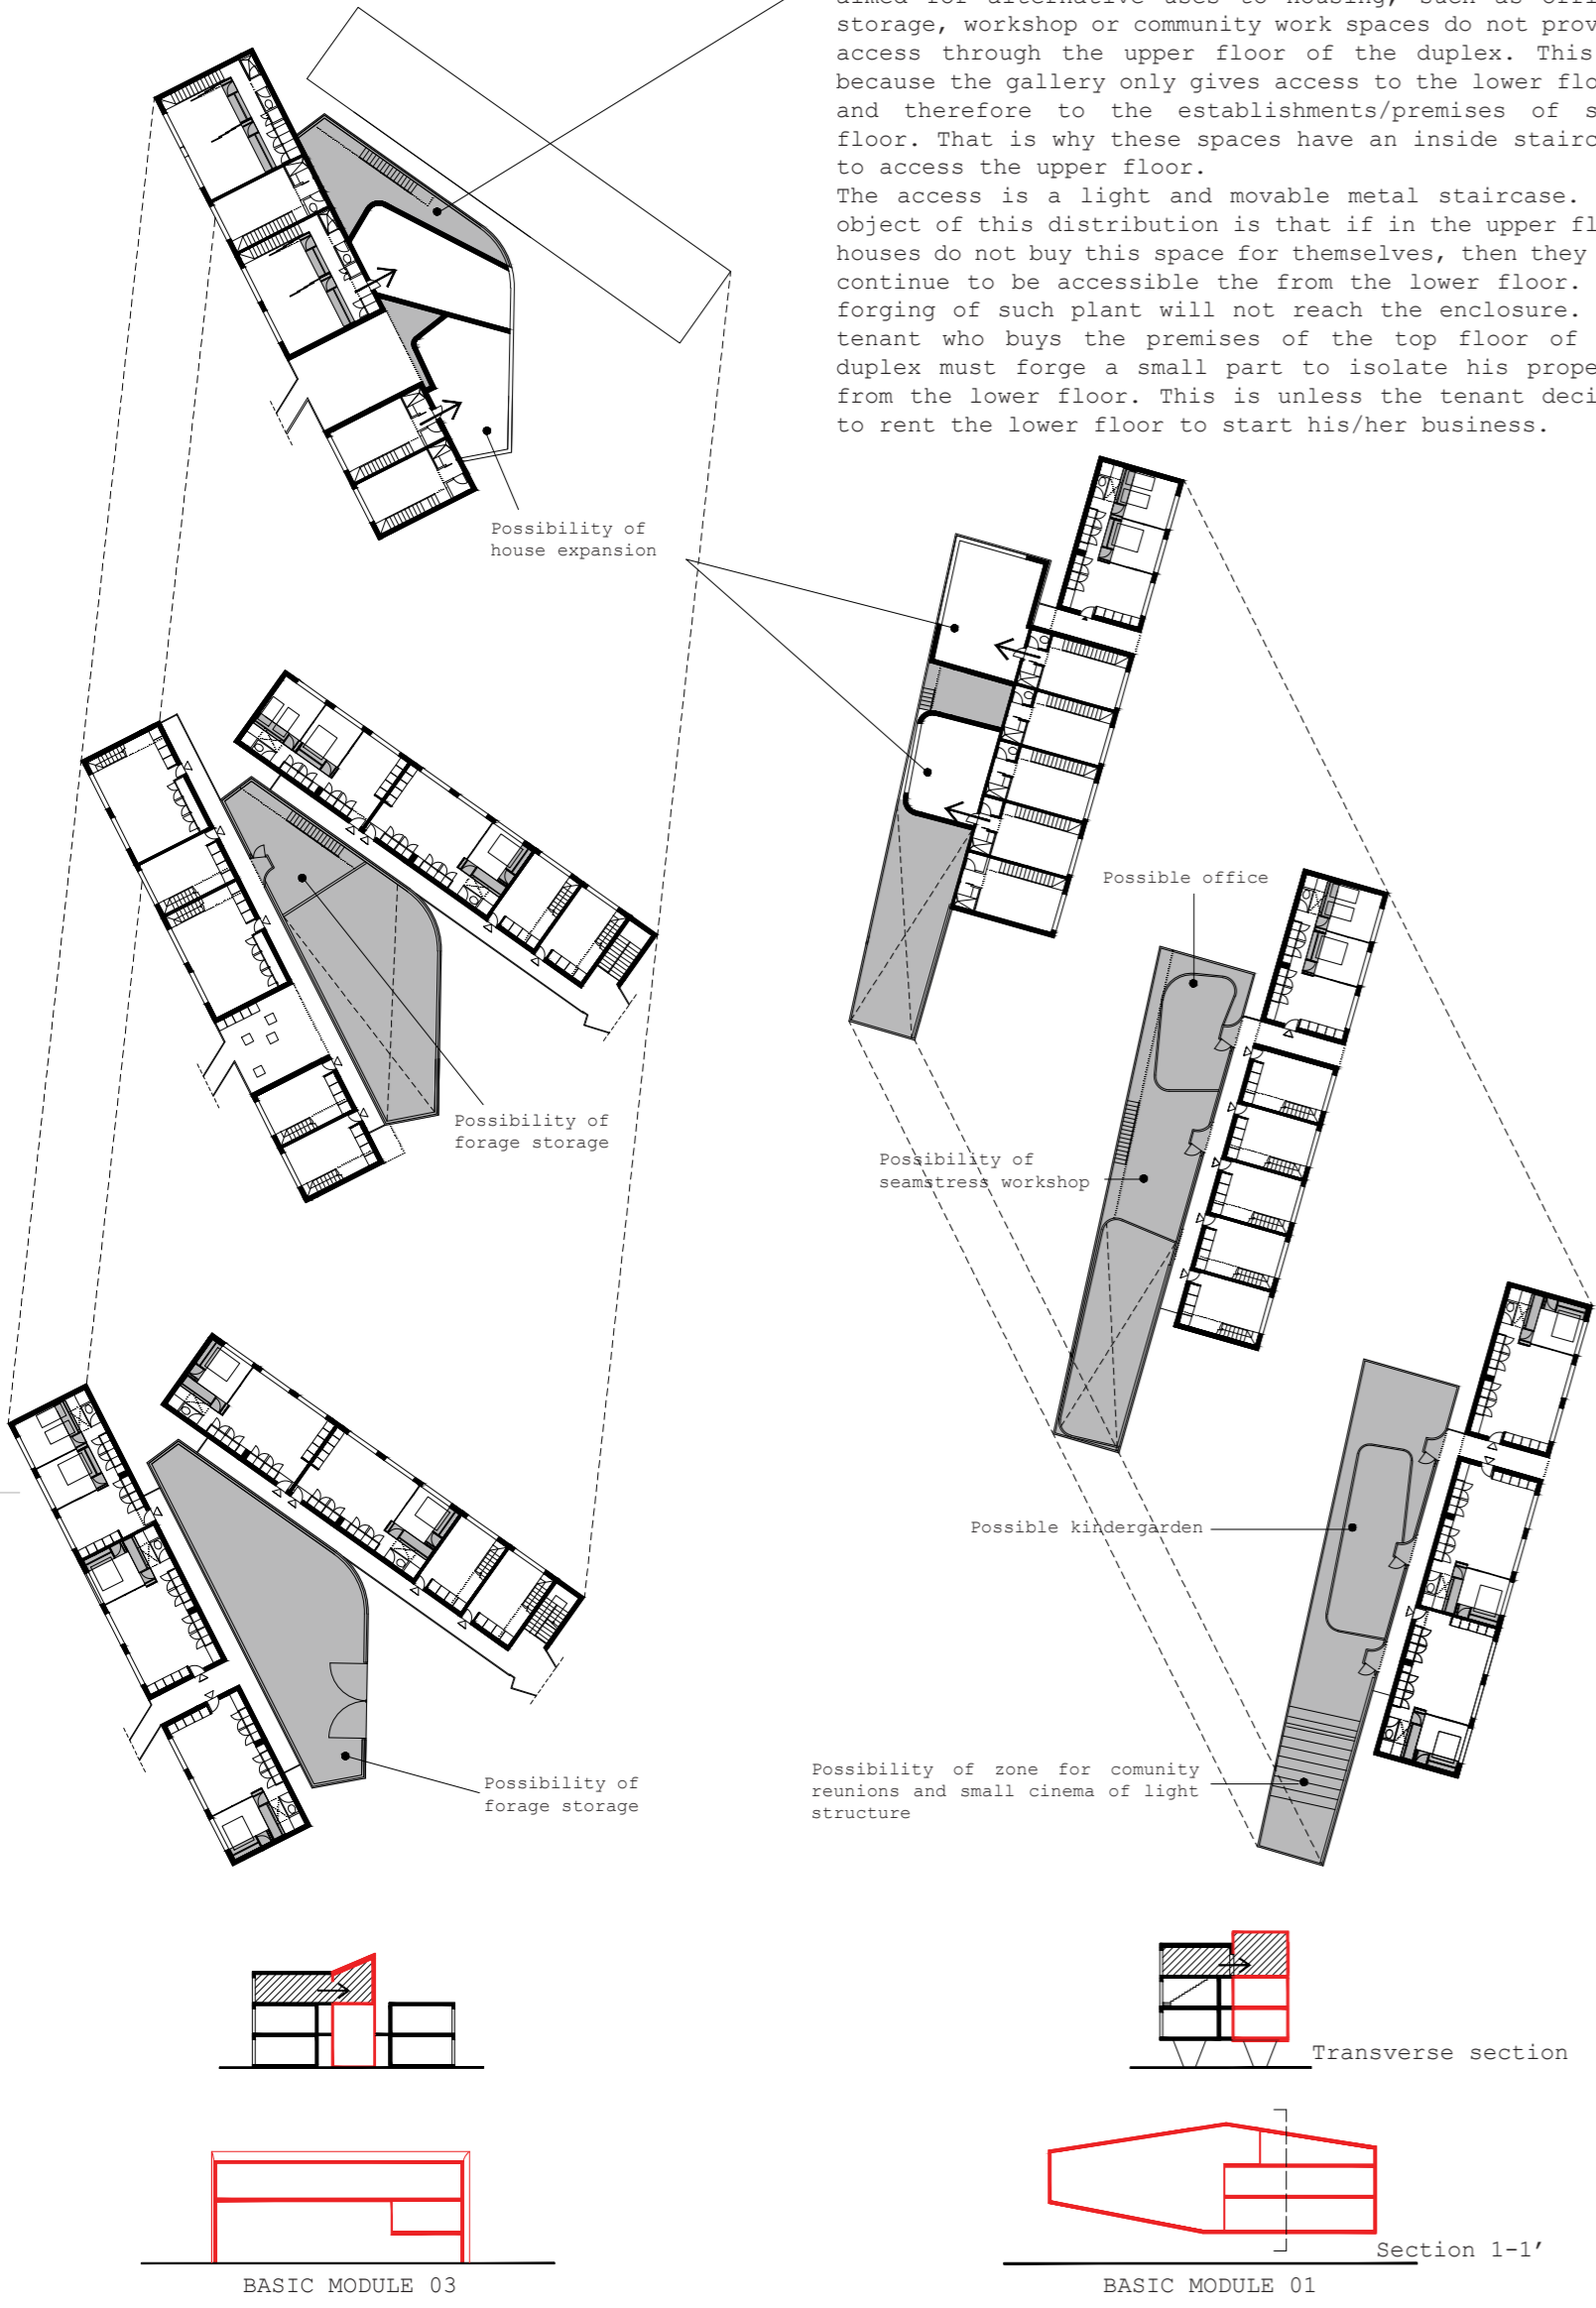 aimed for alternative uses to housing, such as
storage, workshop or community work spaces do not
access through the upper floor of the duplex. This
because the gallery only gives access to the lower
and therefore to the establishments/premises of
floor. That is why these spaces have an inside
to access the upper floor.
The access is a light and movable metal staircase.
object of this distribution is that if in the upper
houses do not buy this space for themselves, then they
continue to be accessible the from the lower floor.
forging of such plant will not reach the enclosure.
tenant who buys the premises of the top floor of
duplex must forge a small part to isolate his
from the lower floor. This is unless the tenant
to rent the lower floor to start his/her business.
Possibility of
house expansion
Possible office
Possibility of
forage storage
Possibility of
seamstress workshop
Possible kindergarden
Possibility of
forage storage
Possibility of zone for comunity
reunions and small cinema of light
structure
Transverse section
Section 1-1'
BASIC MODULE 03
BASIC MODULE 01